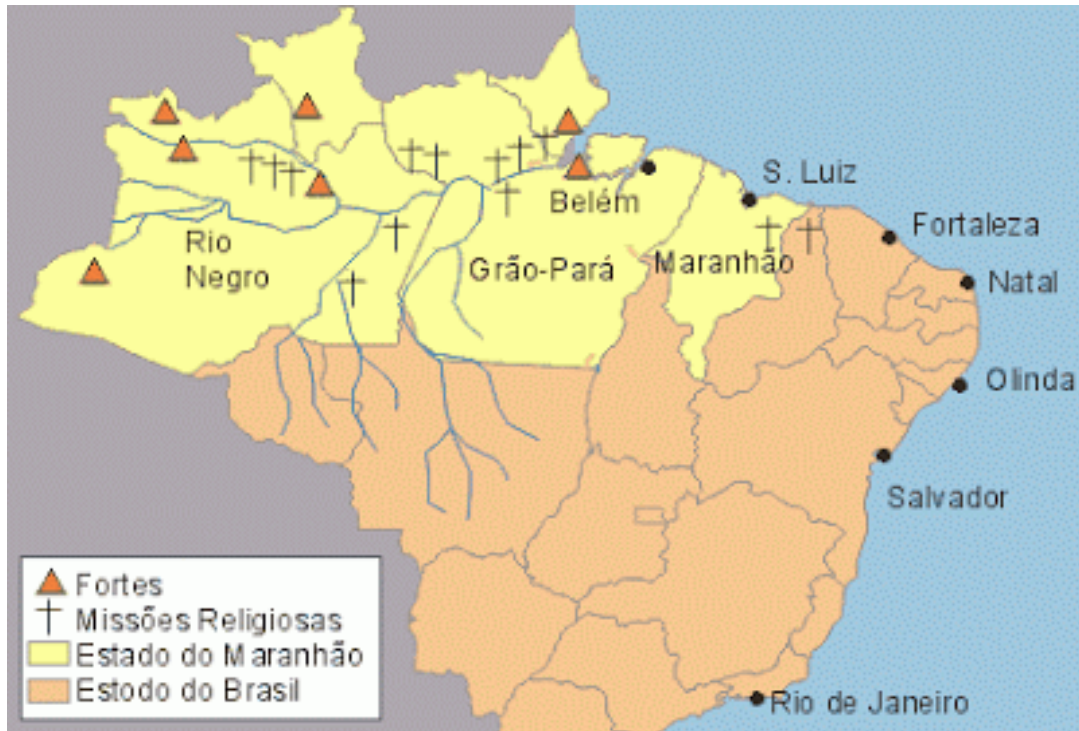 S. Luiz
Belém
Fortaleza
Rio
Negro
Grão-Pará
Maranhão
Natal
Olinda
Salvador
Fortes
Missões Religiosas
Estado do Maranhão
Estodo do Brasil
Rio de Janeiro